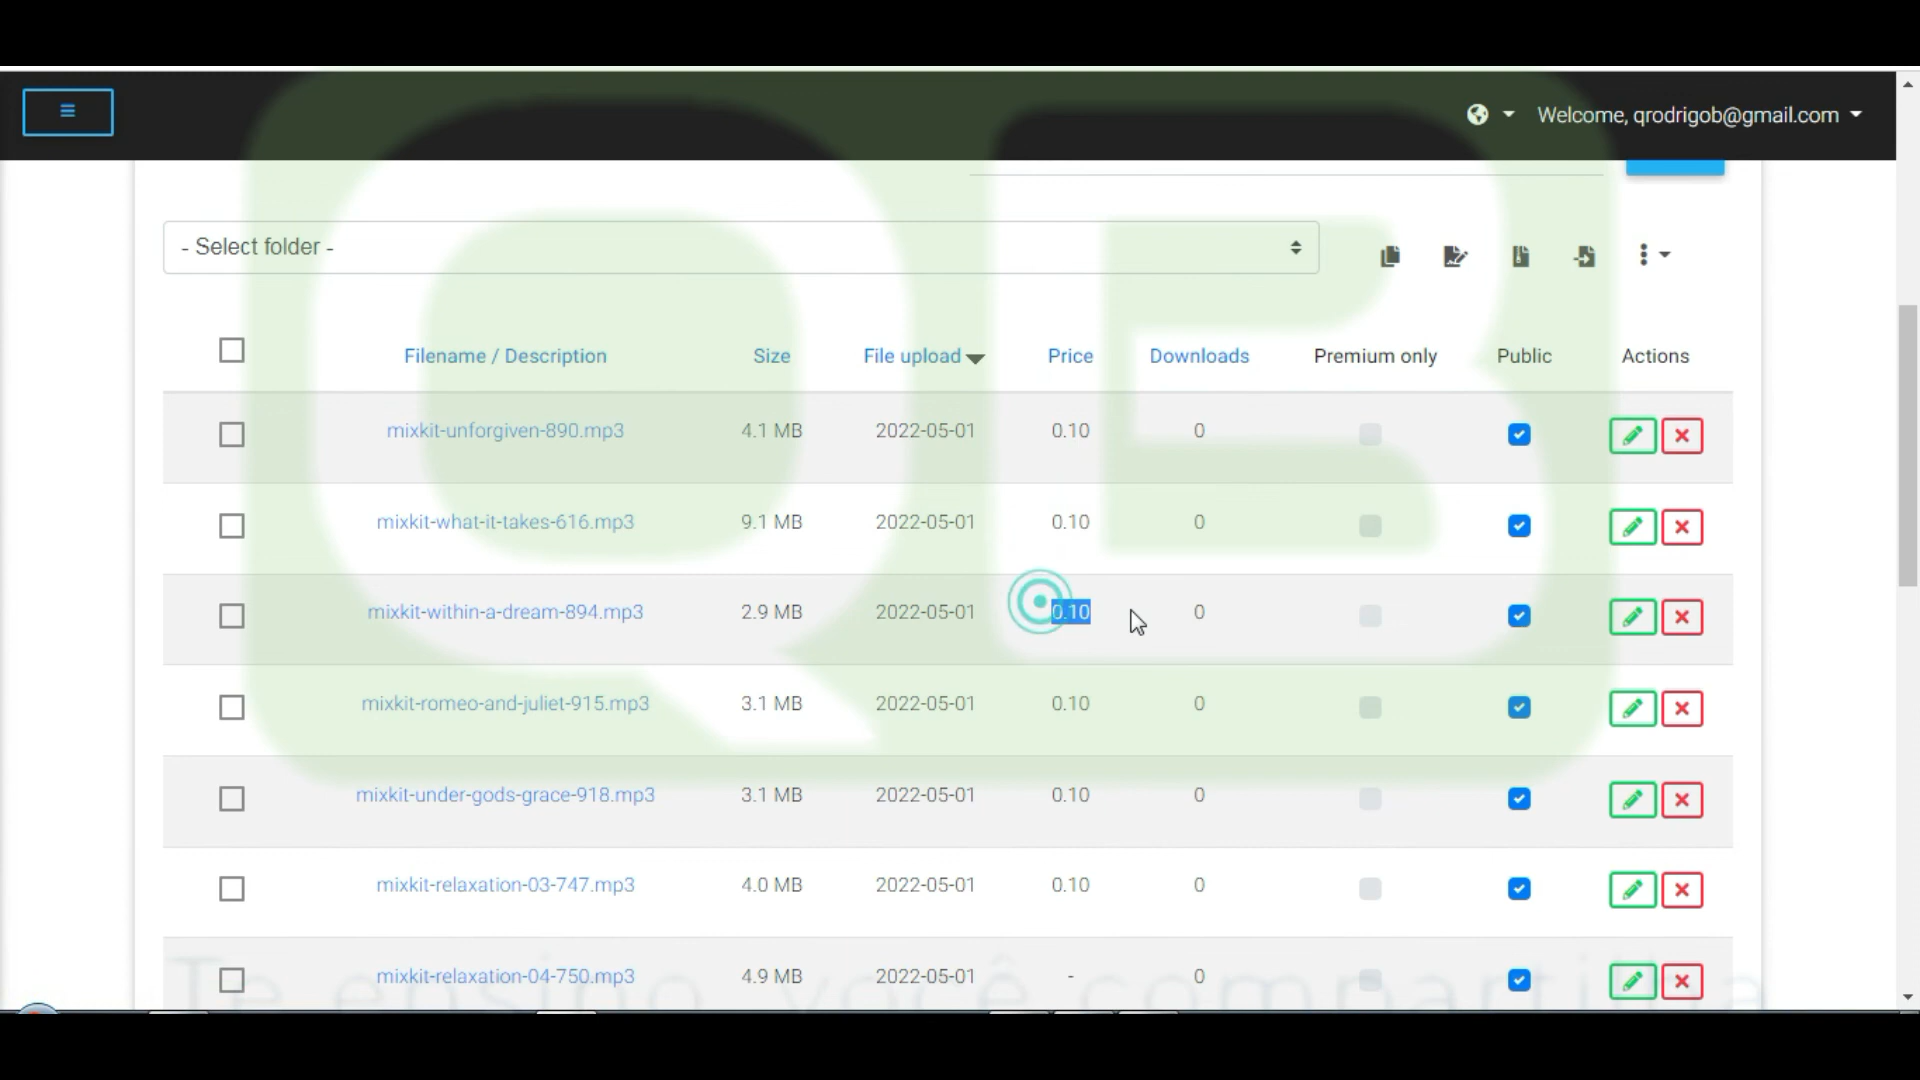 Welcome, qrodrigob@gmail.com
- Select folder -
Filename / Description Size File upload Price Downloads Premium only Public Actions
mixkit-unforgiven-890.mp3 4.1 MB 2022-05-01 0.10 0
mixkit-what-it-takes-616.mp3 9.1 MB 2022-05-01 0.10 0
mixkit-within-a-dream-894.mp3 2.9 MB 2022-05-01 0.10 0
mixkit-romeo-and-juliet-915.mp3 3.1 MB 2022-05-01 0.10 0
mixkit-under-gods-grace-918.mp3 3.1 MB 2022-05-01 0.10 0
mixkit-relaxation-03-747.mp3 4.0 MB 2022-05-01 0.10 0
mixkit-relaxation-04-750.mp3 4.9 MB 2022-05-01 - 0
Te ensino, você compartilha
QB